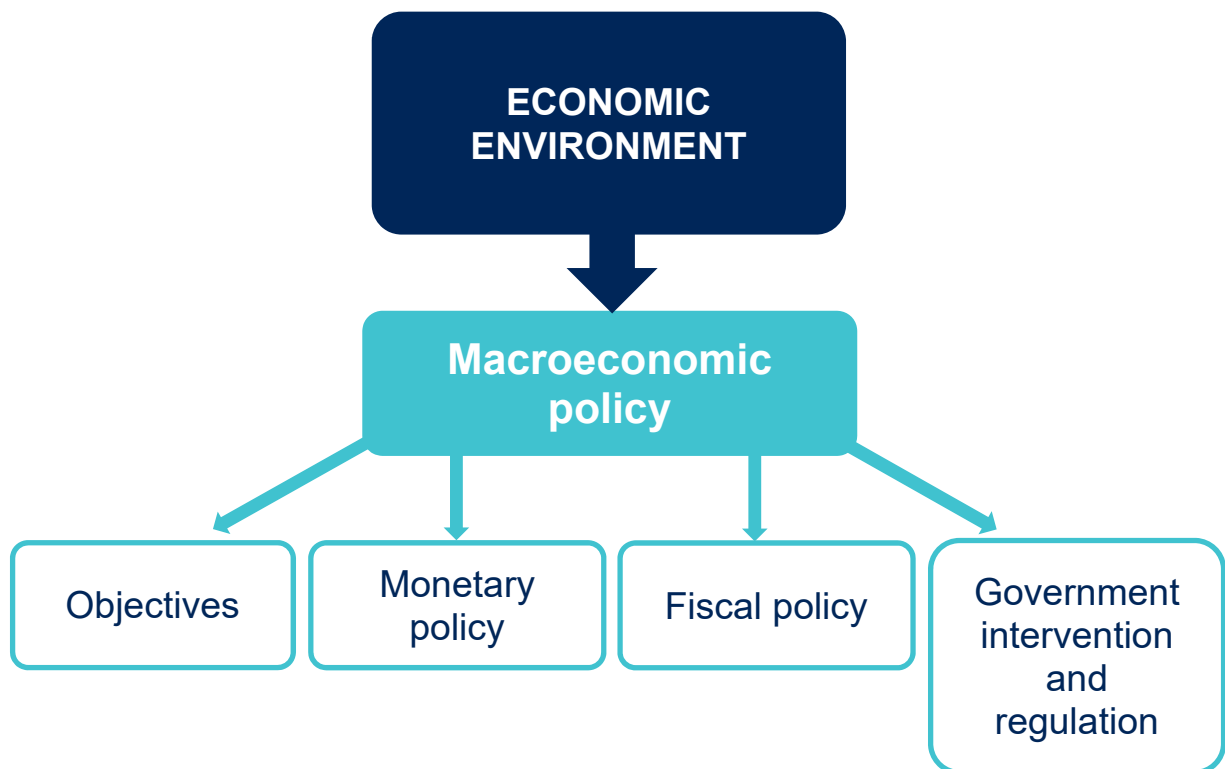 ECONOMIC
ENVIRONMENT
Macroeconomic
policy
Objectives
Monetary
policy
Fiscal policy
Government
intervention
and
regulation